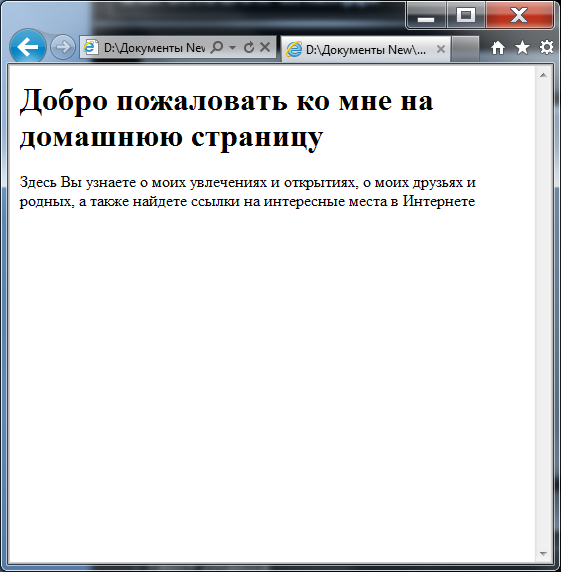 D:\Документы New
D:\Документы New\...
Добро пожаловать ко мне на
домашнюю страницу
Здесь Вы узнаете о моих увлечениях и открытиях, о моих друзьях и
родных, а также найдете ссылки на интересные места в Интернете